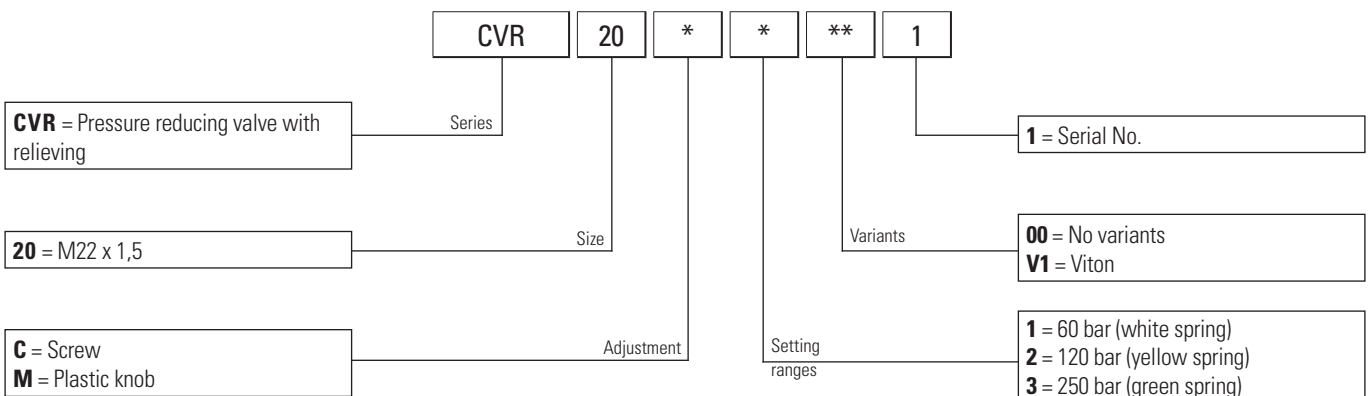 CVR 20 * * ** 1
CVR = Pressure reducing valve with
relieving
Series
1 = Serial No.
20 = M22 x 1,5
Size
Variants
00 = No variants
V1 = Viton
C = Screw
M = Plastic knob
Adjustment
Setting
ranges
1 = 60 bar (white spring)
2 = 120 bar (yellow spring)
3 = 250 bar (green spring)